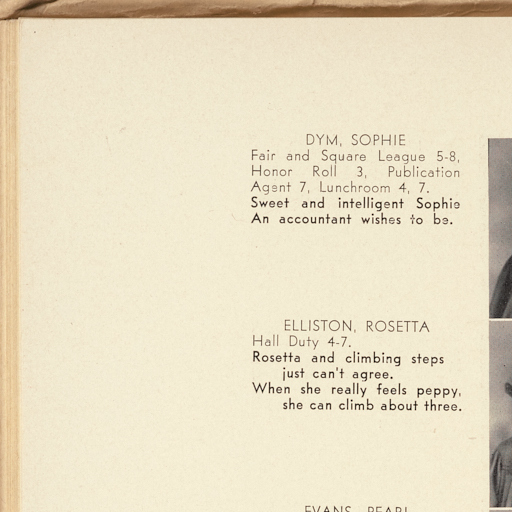 DYM, SOPHIE
Fair and Square League 5-8,
Honor Roll 3, Publication
Agent 7, Lunchroom 4, 7.
Sweet and intelligent Sophie
An accountant wishes to be.
ELLISTON, ROSETTA
Hall Duty 4-7.
Rosetta and climbing steps
just can't agree.
When she really feels peppy,
she can climb about three.
EVANS, PEARL